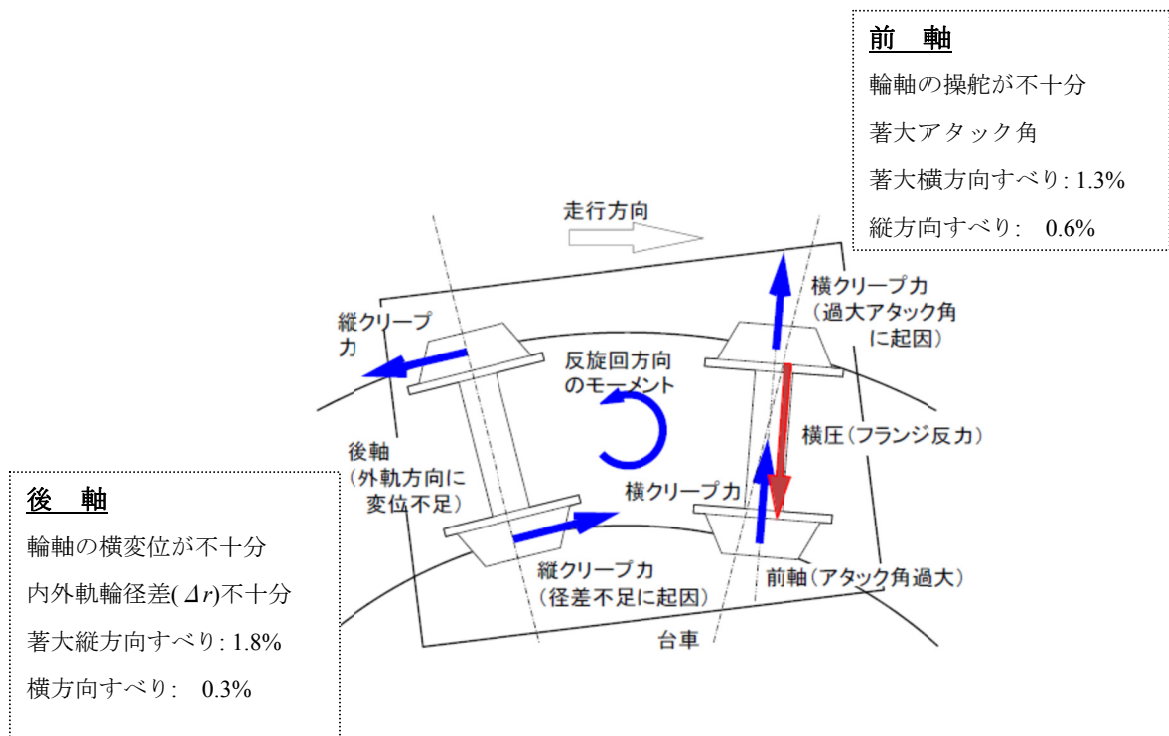 前　軸
輪軸の操舵が不十分
著大アタック角
著大横方向すべり: 1.3%
縦方向すべり:　0.6%
走行方向
横クリープ力
(過大アタック角
に起因)
縦クリープ
力
反旋回方向
のモーメント
横圧(フランジ反力)
後軸
(外軌方向に
変位不足)
横クリープ力
縦クリープ力
(径差不足に起因)
前軸(アタック角過大)
台車
後　軸
輪軸の横変位が不十分
内外軌輪径差(Δr)不十分
著大縦方向すべり: 1.8%
横方向すべり:　0.3%